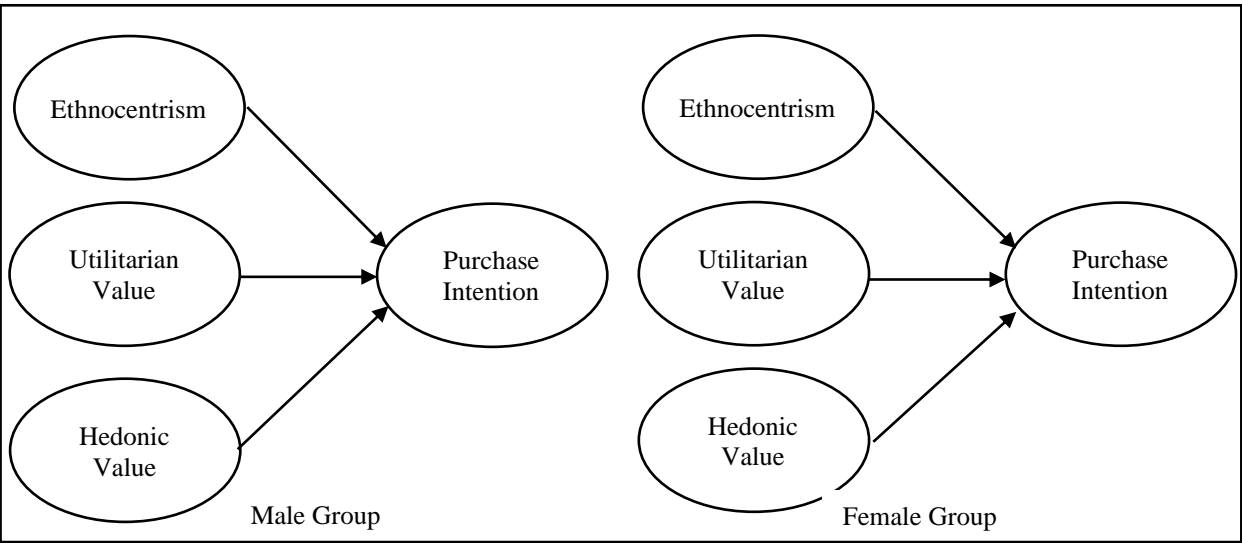 Ethnocentrism
Utilitarian
Value
Hedonic
Value
Purchase
Intention
Male Group
Ethnocentrism
Utilitarian
Value
Hedonic
Value
Purchase
Intention
Female Group